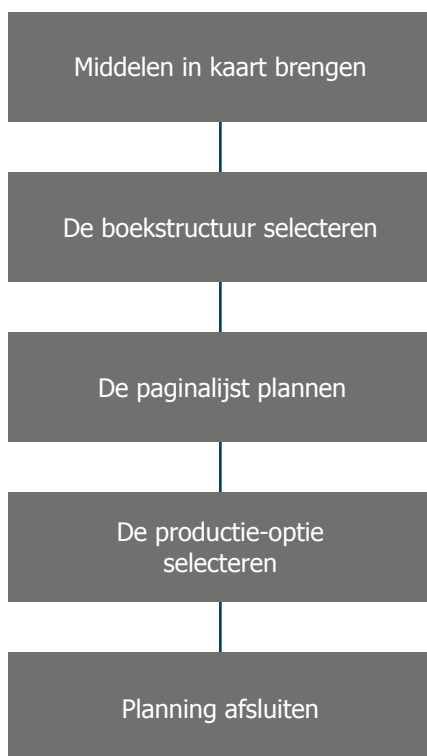 Middelen in kaart brengen
De boekstructuur selecteren
De paginalijst plannen
De productie-optie
selecteren
Planning afsluiten